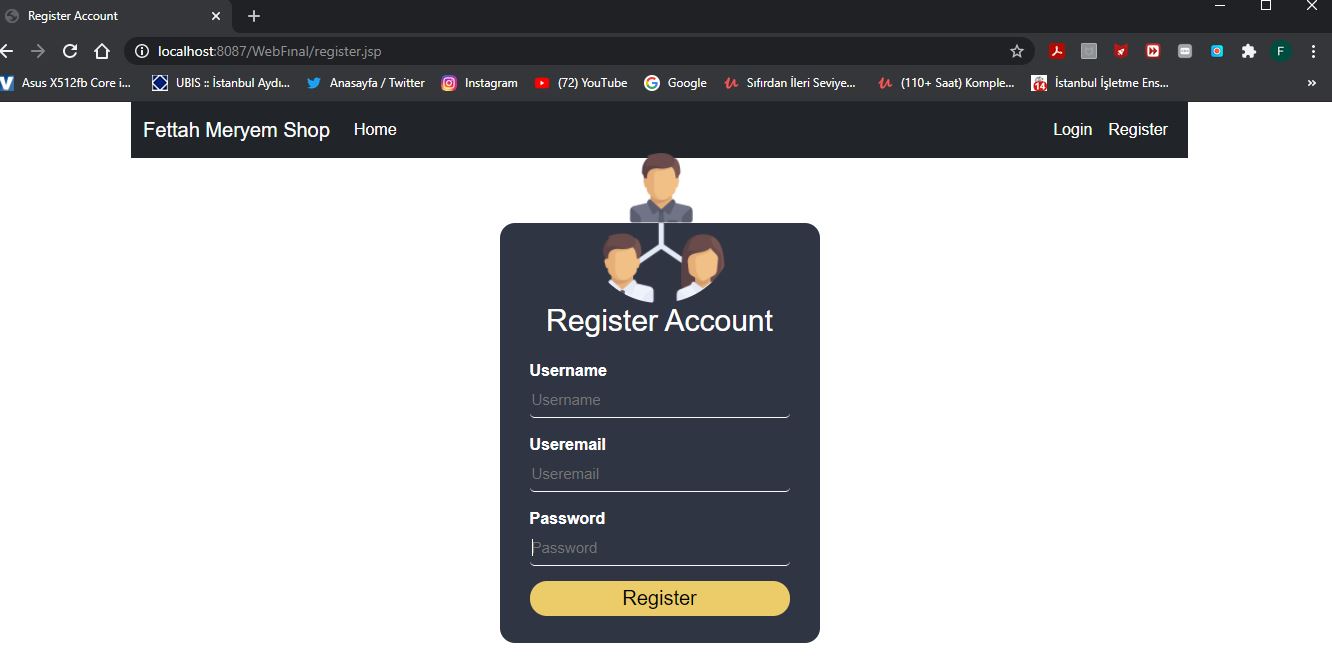 Register Account
localhost:8087/WebFınal/register.jsp
F
Asus X512fb Core i... UBIS :: İstanbul Aydı... Anasayfa / Twitter Instagram (72) YouTube Google Sıfırdan İleri Seviye... (110+ Saat) Komple... 14 İstanbul İşletme Ens... »
Fettah Meryem Shop Home Login Register
Register Account
Username
Username
Useremail
Useremail
Password
Password
Register